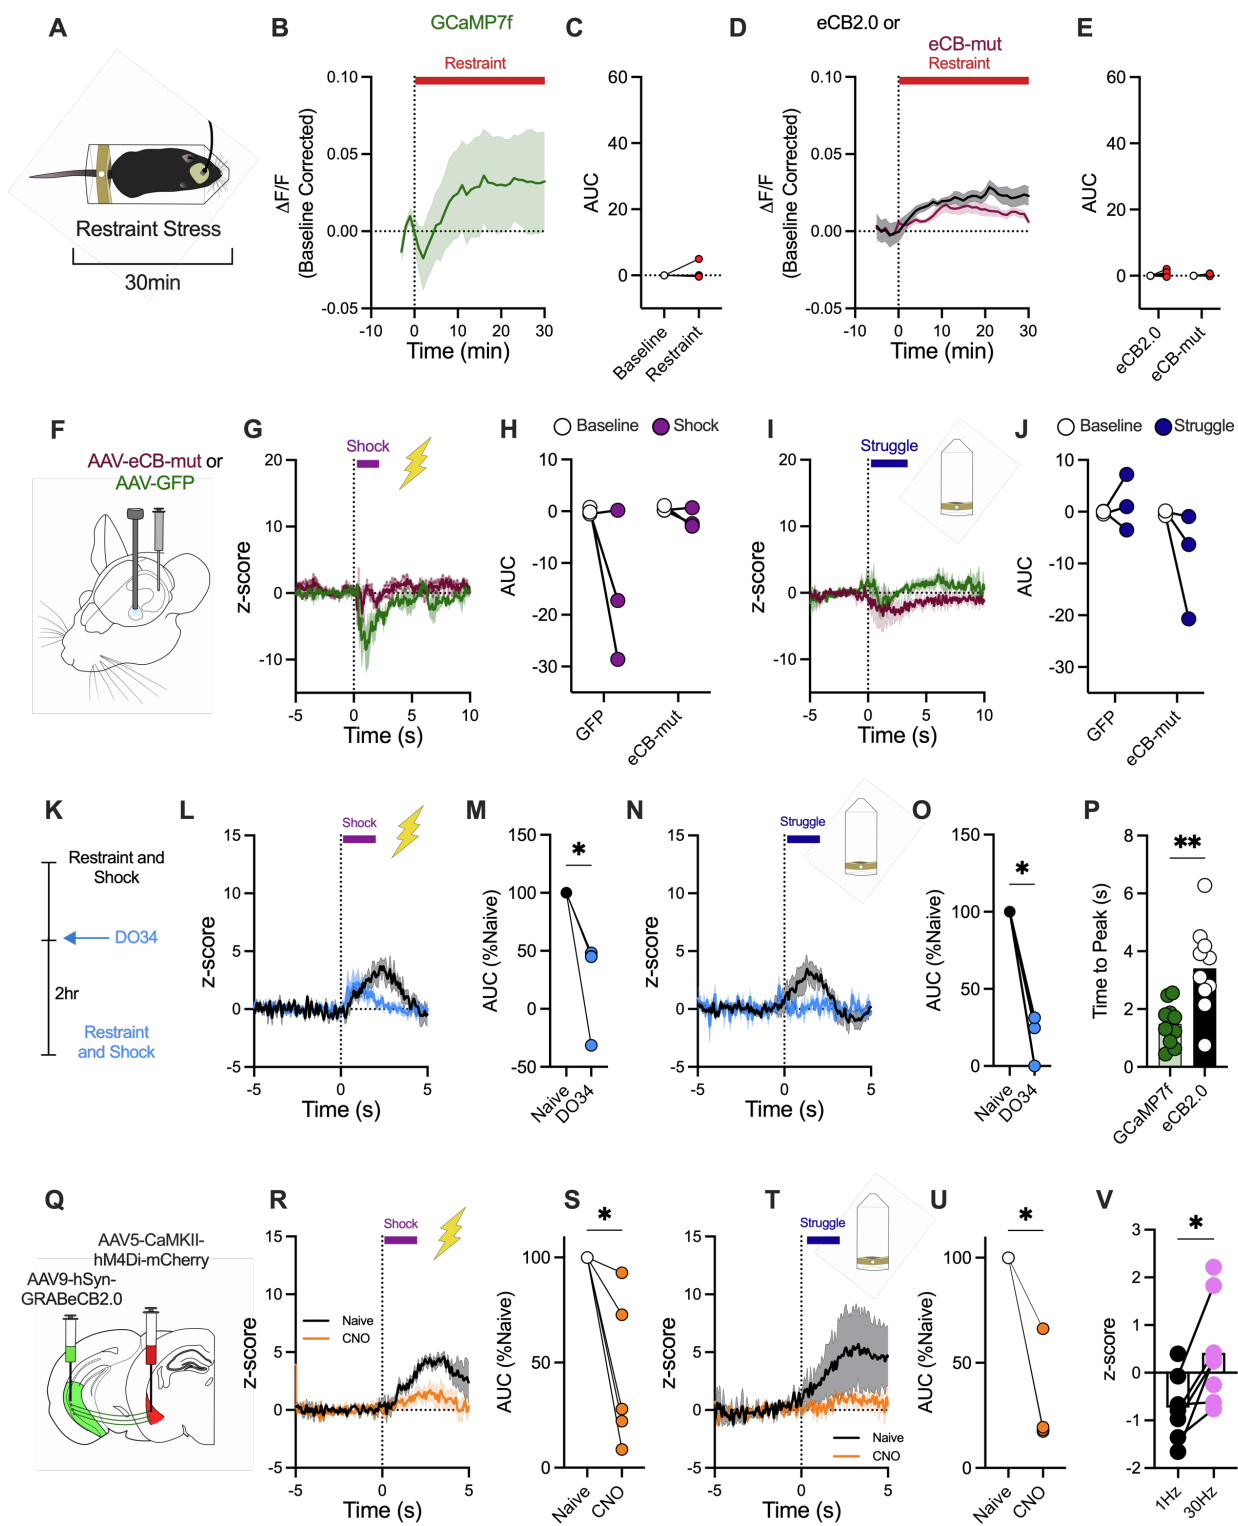 A
Restraint Stress
30min
B
GCaMP7f
Restraint
ΔF/F
(Baseline Corrected)
0.10
0.05
0.00
-0.05
-10 0 10 20 30
Time (min)
C
AUC
60
40
20
0
Baseline
Restraint
D
eCB2.0 or
eCB-mut
Restraint
ΔF/F
(Baseline Corrected)
0.10
0.05
0.00
-0.05
-10 0 10 20 30
Time (min)
E
AUC
60
40
20
0
eCB2.0
eCB-mut
F
AAV-eCB-mut or
AAV-GFP
G
Shock
z-score
20
10
0
-10
-5 0 5 10
Time (s)
H
Baseline Shock
AUC
10
0
-10
-20
-30
GFP
eCB-mut
I
Struggle
z-score
20
10
0
-10
-5 0 5 10
Time (s)
J
Baseline Struggle
AUC
10
0
-10
-20
-30
GFP
eCB-mut
K
Restraint and
Shock
DO34
2hr
Restraint
and Shock
L
Shock
z-score
15
10
5
0
-5
-5 0 5
Time (s)
M
*
AUC (%Naive)
150
100
50
0
-50
Naive
DO34
N
Struggle
z-score
15
10
5
0
-5
-5 0 5
Time (s)
O
*
AUC (%Naive)
150
100
50
0
Naive
DO34
P
**
Time to Peak (s)
8
6
4
2
0
GCaMP7f
eCB2.0
Q
AAV5-CaMKII-
hM4Di-mCherry
AAV9-hSyn-
GRABeCB2.0
R
Shock
z-score
15
10
5
0
-5
Naive
CNO
-5 0 5
Time (s)
S
*
AUC (%Naive)
100
50
0
Naive
CNO
T
Struggle
z-score
15
10
5
0
-5
Naive
CNO
-5 0 5
Time (s)
U
*
AUC (%Naive)
100
50
0
Naive
CNO
V
*
z-score
3
2
1
0
-1
-2
1Hz
30Hz